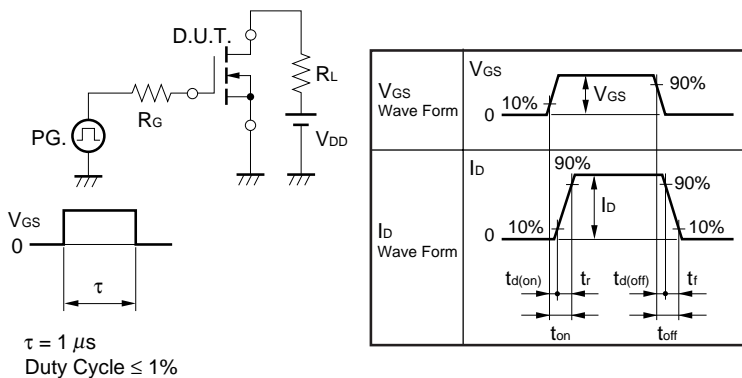 D.U.T.
RL
RG
PG.
VDD
VGS
0
τ
τ = 1 μs
Duty Cycle ≤ 1%
VGS
Wave Form
VGS
10%
0
VGS
90%
ID
Wave Form
ID
90%
90%
10%
0
ID
10%
td(on)
tr
td(off)
tf
ton
toff